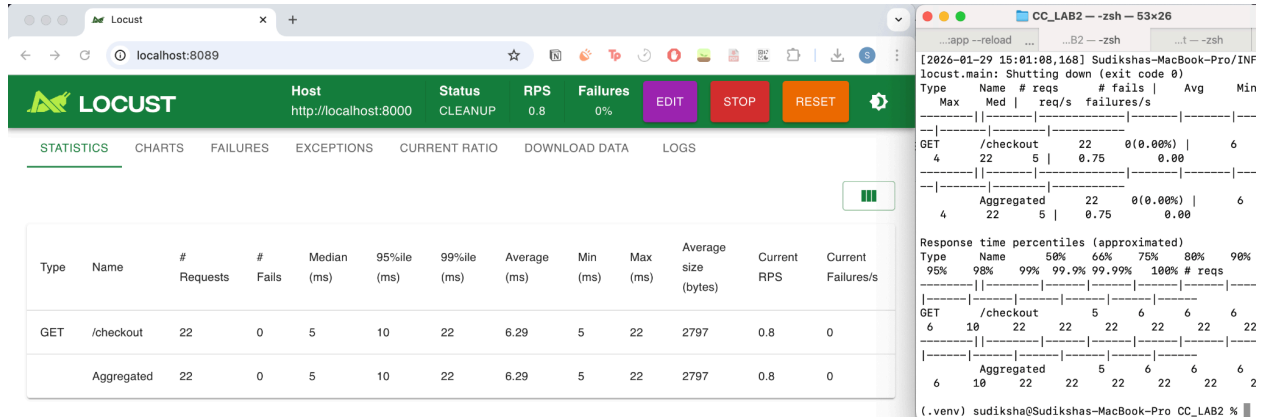 Locust
localhost:8089
LOCUST
Host
http://localhost:8000
Status
CLEANUP
RPS
0.8
Failures
0%
EDIT
STOP
RESET
STATISTICS CHARTS FAILURES EXCEPTIONS CURRENT RATIO DOWNLOAD DATA LOGS
Type Name # Requests # Fails Median (ms) 95%ile (ms) 99%ile (ms) Average (ms) Min (ms) Max (ms) Average size (bytes) Current RPS Current Failures/s
GET /checkout 22 0 5 10 22 6.29 5 22 2797 0.8 0
Aggregated 22 0 5 10 22 6.29 5 22 2797 0.8 0
CC_LAB2 — -zsh — 53×26
...:app --reload ... ...B2 — -zsh ...t — -zsh
[2026-01-29 15:01:08,168] Sudikshas-MacBook-Pro/INF
locust.main: Shutting down (exit code 0)
Type Name # reqs # fails | Avg Min
Max Med | req/s failures/s
--------||-------|-------------|-------|-------|---
--|-------|--------|-----------
GET /checkout 22 0(0.00%) | 6
4 22 5 | 0.75 0.00
--------||-------|-------------|-------|-------|---
--|-------|--------|-----------
Aggregated 22 0(0.00%) | 6
4 22 5 | 0.75 0.00
Response time percentiles (approximated)
Type Name 50% 66% 75% 80% 90%
95% 98% 99% 99.9% 99.99% 100% # reqs
--------||--------|------|------|------|------|----
|------|------|------|------|------|------
GET /checkout 5 6 6 6
6 10 22 22 22 22 22
--------||--------|------|------|------|------|----
|------|------|------|------|------|------
Aggregated 5 6 6 6
6 10 22 22 22 22 2
(.venv) sudiksha@Sudikshas-MacBook-Pro CC_LAB2 %